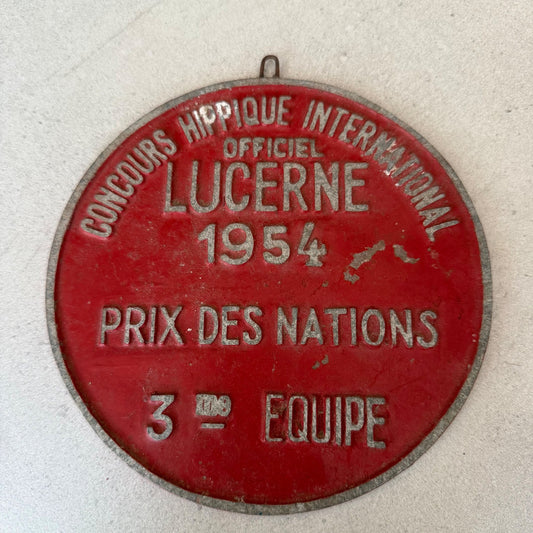 CONCOURS HIPPIQUE INTERNATIONAL
OFFICIEL
LUCERNE
1954
PRIX DES NATIONS
3me EQUIPE